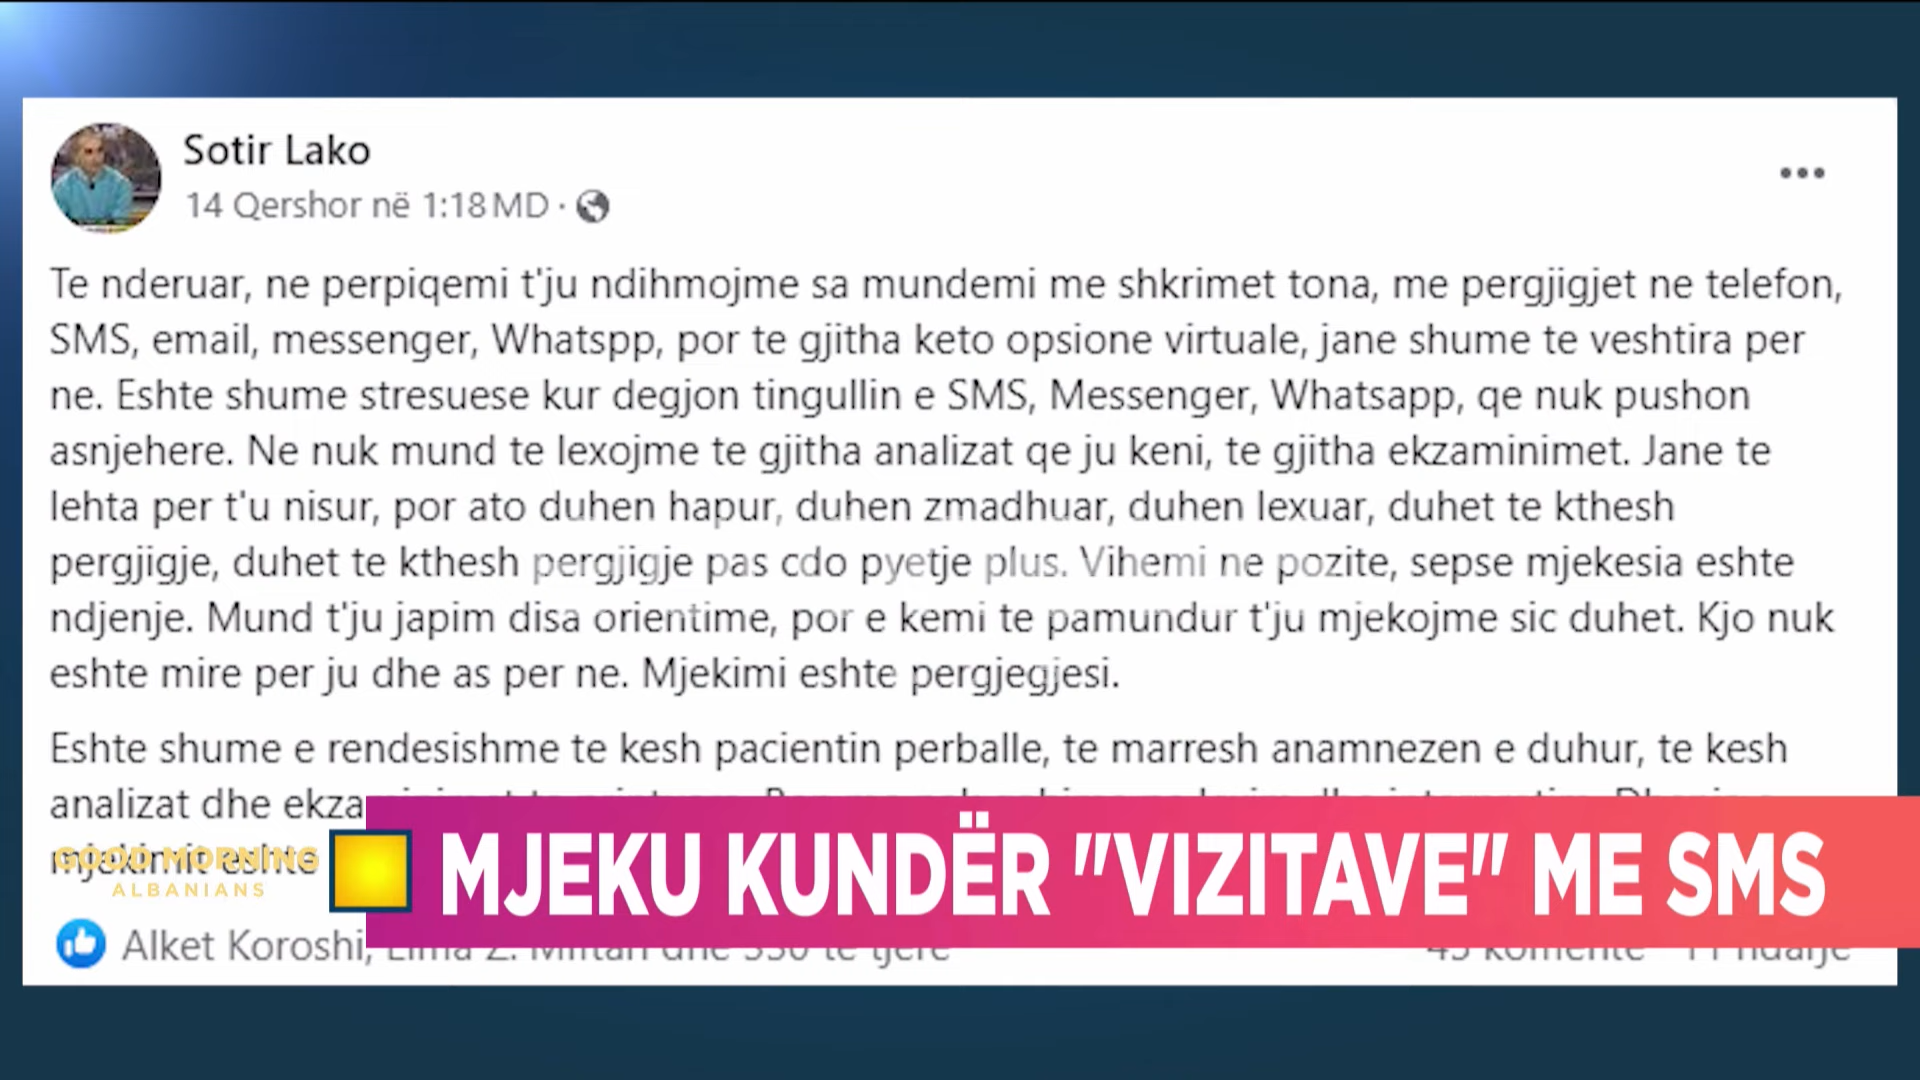 Sotir Lako
14 Qershor në 1:18 MD ·
Te nderuar, ne perpiqemi t'ju ndihmojme sa mundemi me shkrimet tona, me pergjigjet ne telefon,
SMS, email, messenger, Whatspp, por te gjitha keto opsione virtuale, jane shume te veshtira per
ne. Eshte shume stresuese kur degjon tingullin e SMS, Messenger, Whatsapp, qe nuk pushon
asnjehere. Ne nuk mund te lexojme te gjitha analizat qe ju keni, te gjitha ekzaminimet. Jane te
lehta per t'u nisur, por ato duhen hapur, duhen zmadhuar, duhen lexuar, duhet te kthesh
pergjigje, duhet te kthesh pergjigje pas cdo pyetje plus. Vihemi ne pozite, sepse mjekesia eshte
ndjenje. Mund t'ju japim disa orientime, por e kemi te pamundur t'ju mjekojme sic duhet. Kjo nuk
eshte mire per ju dhe as per ne. Mjekimi eshte pergjegjesi.
Eshte shume e rendesishme te kesh pacientin perballe, te marresh anamnezen e duhur, te kesh
analizat dhe
mjekimit eshte
GOOD MORNING
ALBANIANS
MJEKU KUNDËR "VIZITAVE" ME SMS
Alket Koroshi,